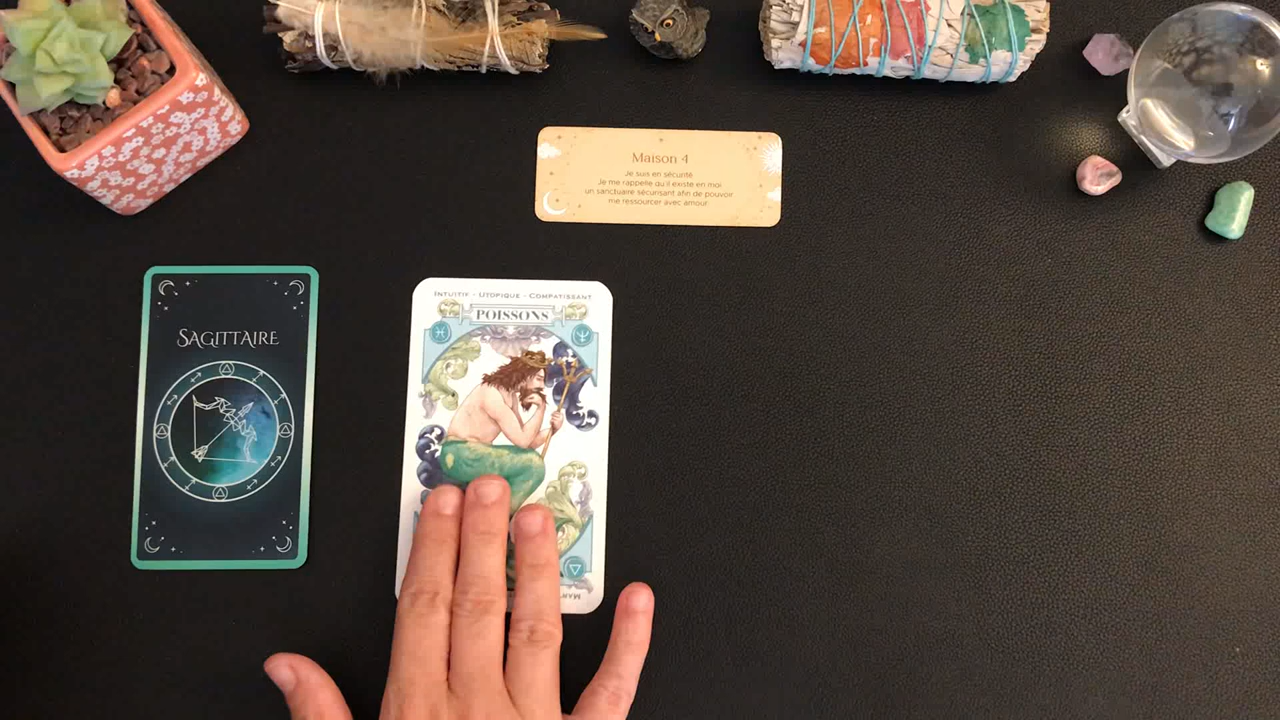 Maison 4
Je suis en sécurité
Je me rappelle qu'il existe en moi
un sanctuaire sécurisant afin de pouvoir
me ressourcer avec amour.
SAGITTAIRE
INTUITIF - UTOPIQUE - COMPATISSANT
POISSONS